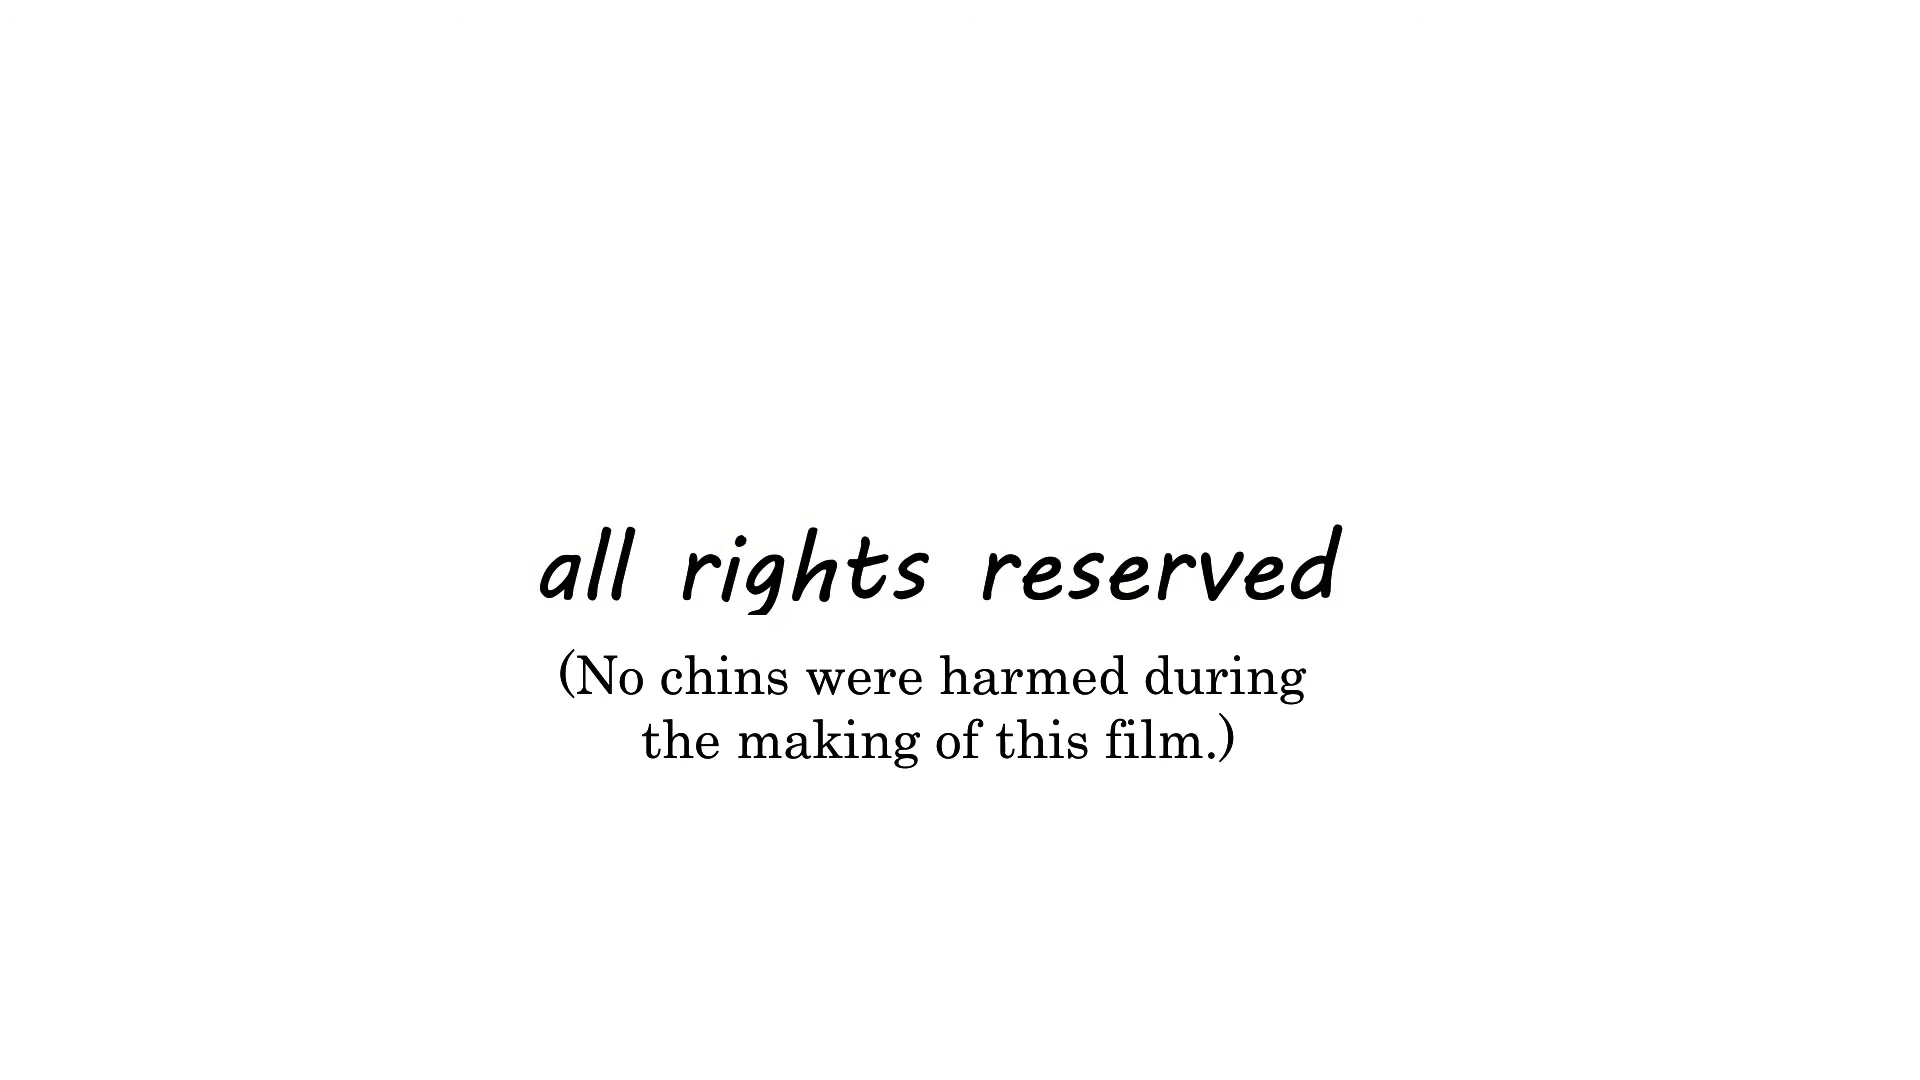 all rights reserved
(No chins were harmed during
the making of this film.)